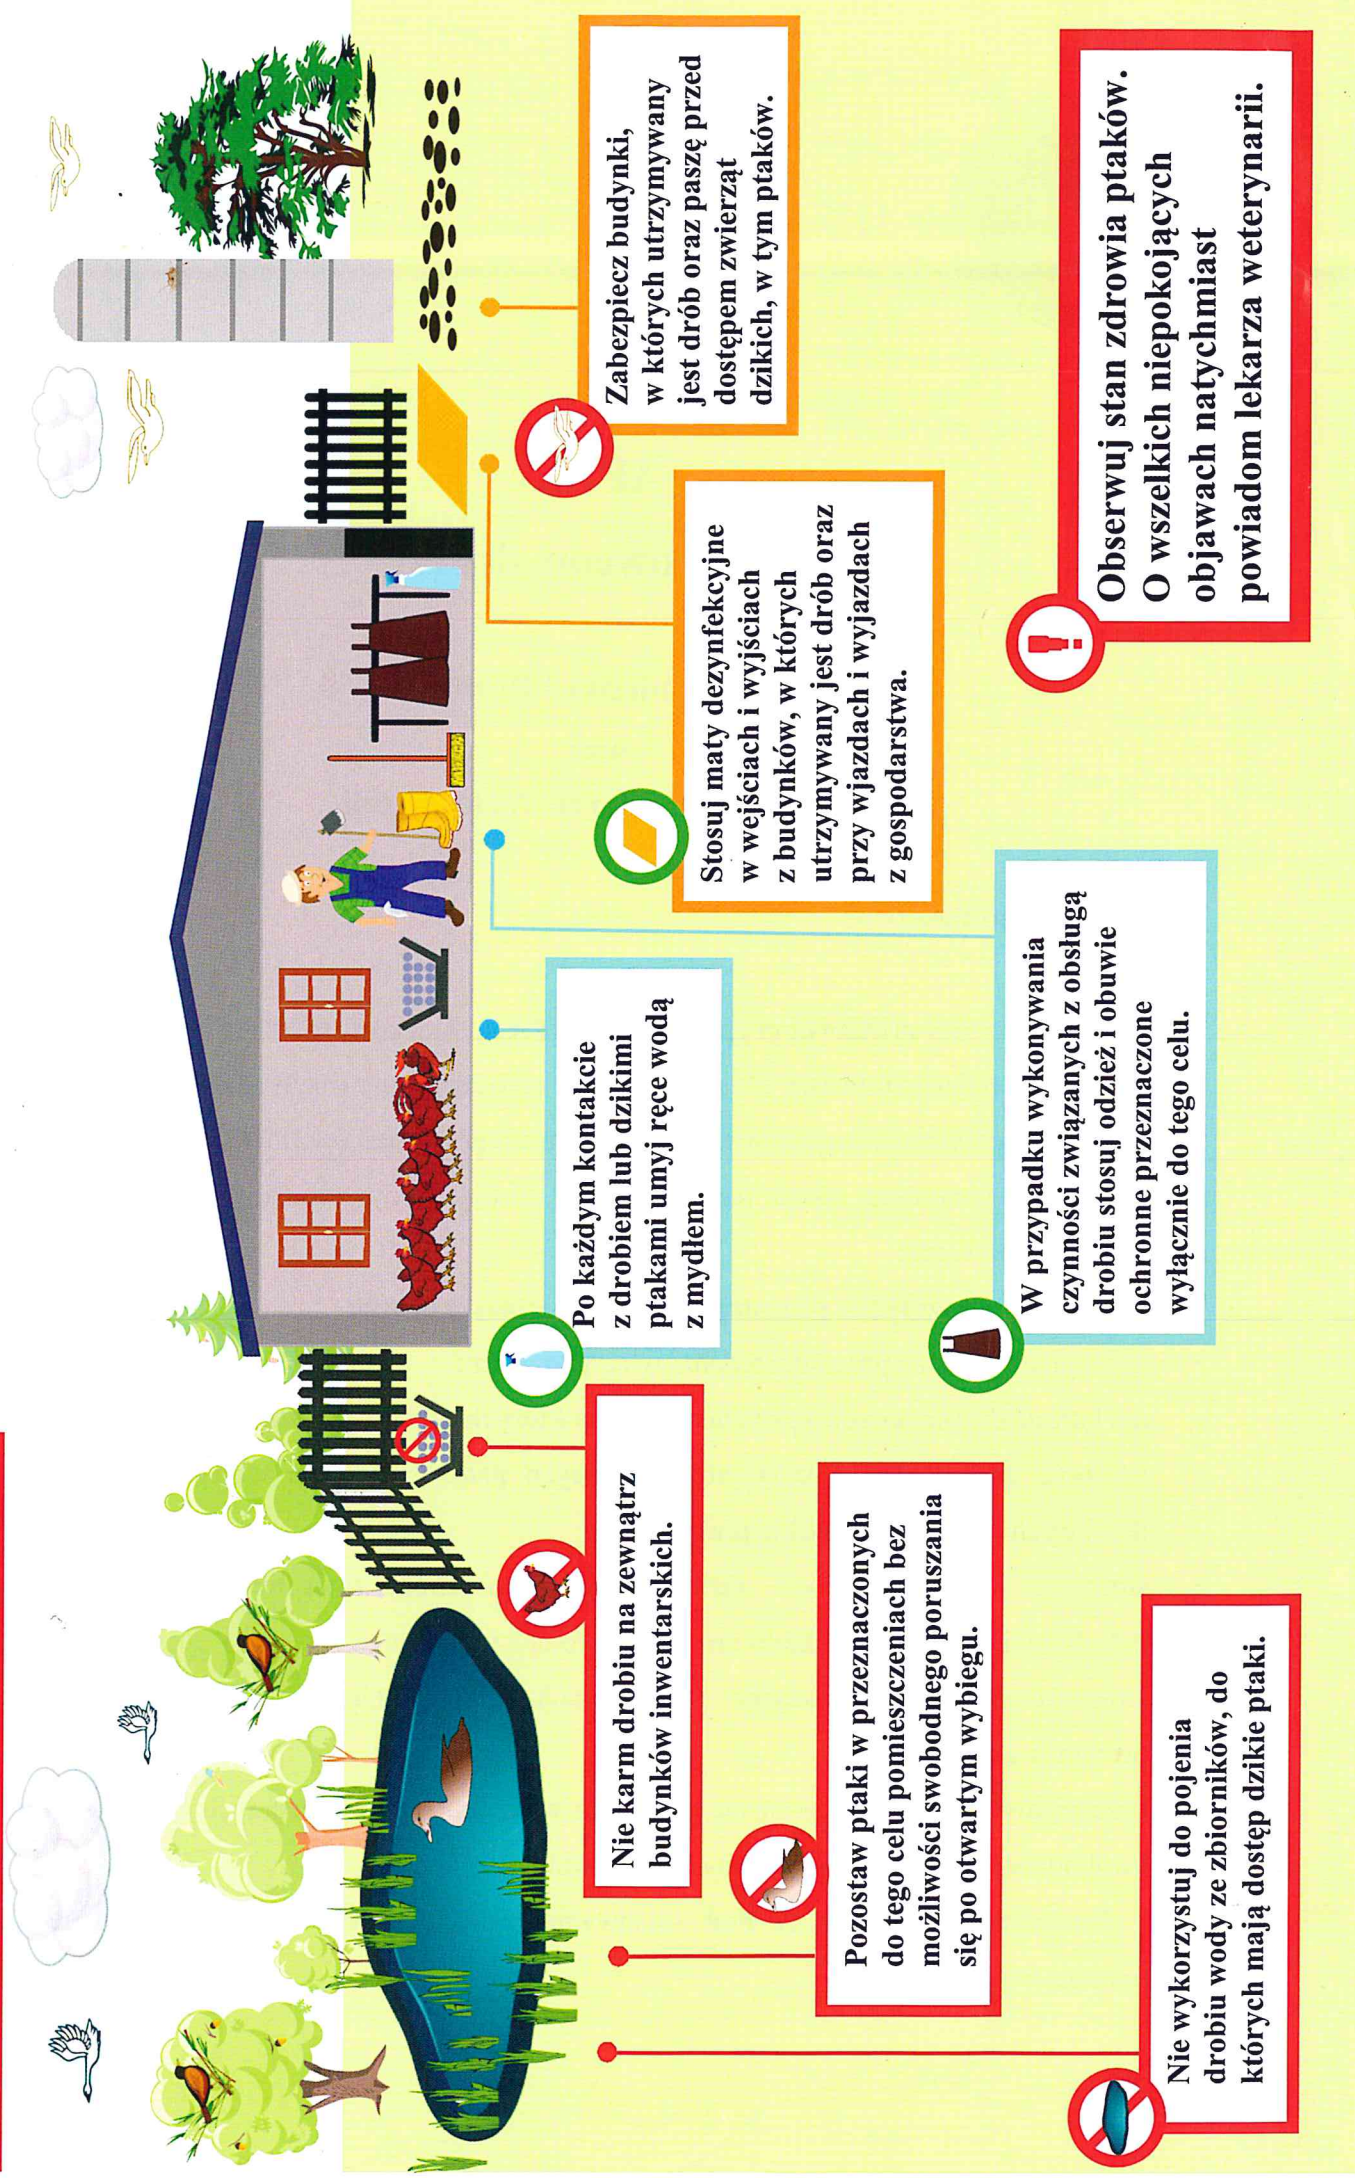 Nie karm drobiu na zewnątrz
budynków inwentarskich.
Pozostaw ptaki w przeznaczonych
do tego celu pomieszczeniach bez
możliwości swobodnego poruszania
się po otwartym wybiegu.
Nie wykorzystuj do pojenia
drobiu wody ze zbiorników, do
których mają dostęp dzikie ptaki.
Po każdym kontakcie
z drobiem lub dzikimi
ptakami umyj ręce wodą
z mydłem.
W przypadku wykonywania
czynności związanych z obsługą
drobiu stosuj odzież i obuwie
ochronne przeznaczone
wyłącznie do tego celu.
Stosuj maty dezynfekcyjne
w wejściach i wyjściach
z budynków, w których
utrzymywany jest drób oraz
przy wjazdach i wyjazdach
z gospodarstwa.
Zabezpiecz budynki,
w których utrzymywany
jest drób oraz paszę przed
dostępem zwierząt
dzikich, w tym ptaków.
Obserwuj stan zdrowia ptaków.
O wszelkich niepokojących
objawach natychmiast
powiadom lekarza weterynarii.